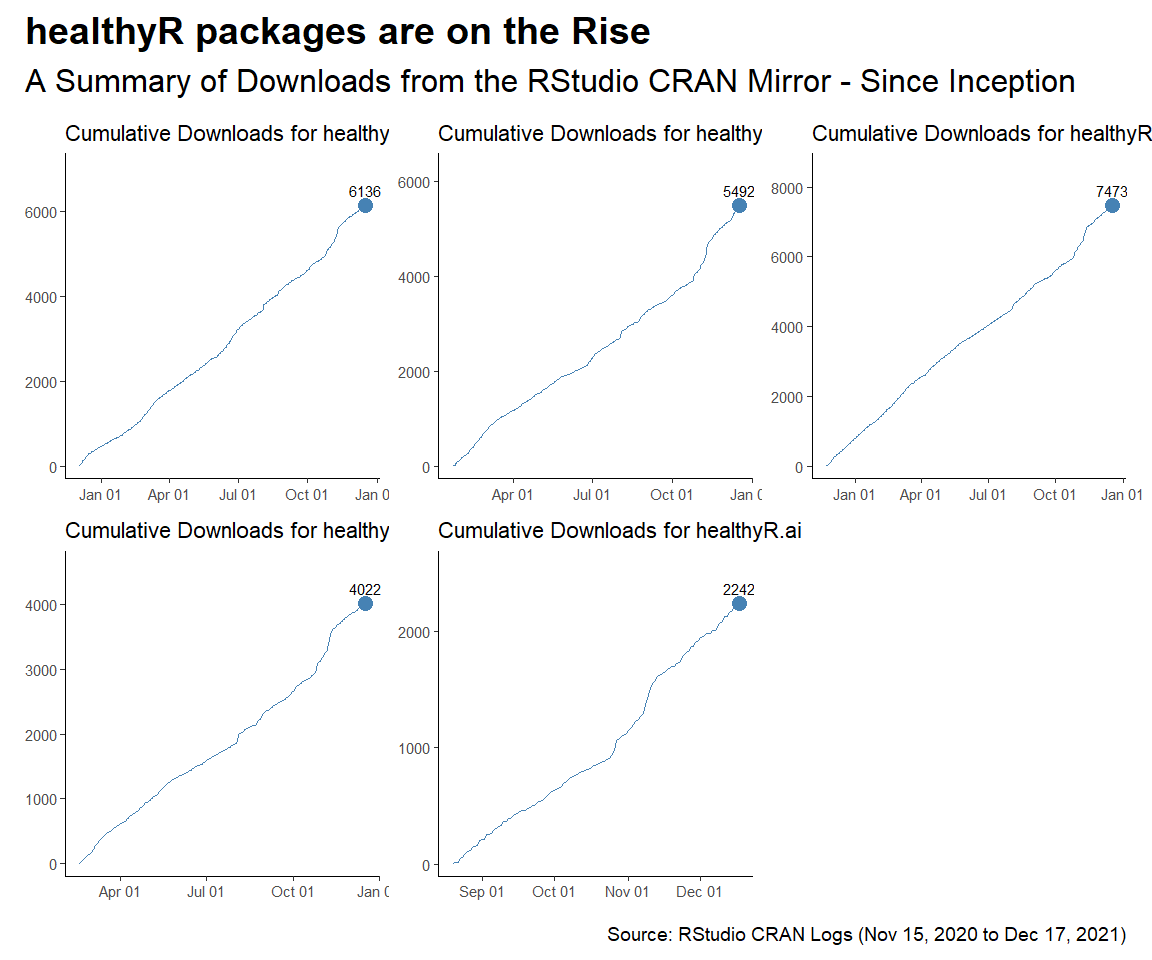 healthyR packages are on the Rise
A Summary of Downloads from the RStudio CRAN Mirror - Since Inception
Cumulative Downloads for healthy
6136
6000
4000
2000
0
Jan 01 Apr 01 Jul 01 Oct 01 Jan 0
Cumulative Downloads for healthy
5492
6000
4000
2000
0
Apr 01 Jul 01 Oct 01 Jan 0
Cumulative Downloads for healthyR
7473
8000
6000
4000
2000
0
Jan 01 Apr 01 Jul 01 Oct 01 Jan 01
Cumulative Downloads for healthy
4022
4000
3000
2000
1000
0
Apr 01 Jul 01 Oct 01 Jan 0
Cumulative Downloads for healthyR.ai
2242
2000
1000
0
Sep 01 Oct 01 Nov 01 Dec 01
Source: RStudio CRAN Logs (Nov 15, 2020 to Dec 17, 2021)